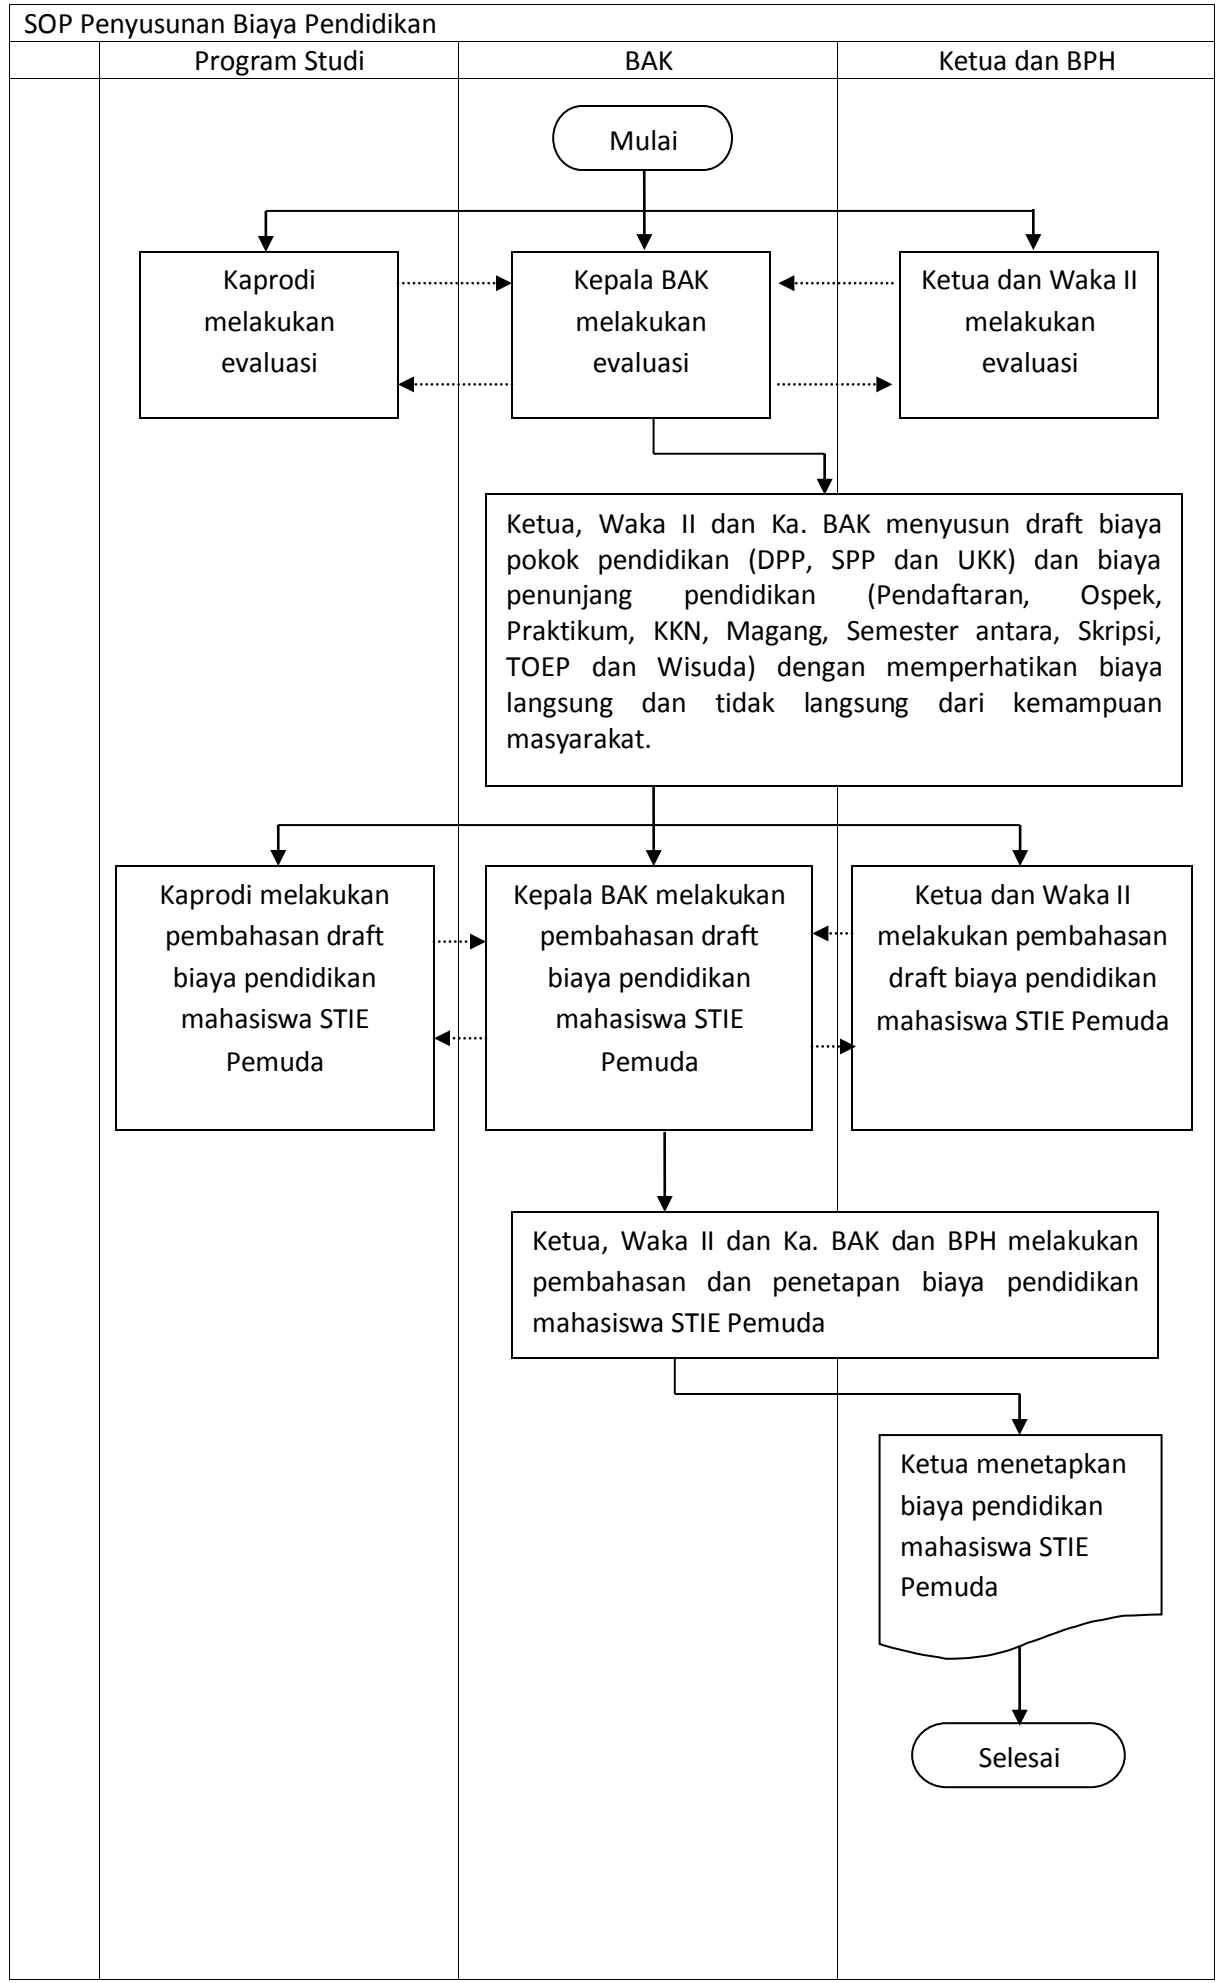 SOP Penyusunan Biaya Pendidikan
Program Studi
BAK
Ketua dan BPH
Mulai
Kaprodi
melakukan
evaluasi
Kepala BAK
melakukan
evaluasi
Ketua dan Waka II
melakukan
evaluasi
Ketua, Waka II dan Ka. BAK menyusun draft biaya
pokok pendidikan (DPP, SPP dan UKK) dan biaya
penunjang pendidikan (Pendaftaran, Ospek,
Praktikum, KKN, Magang, Semester antara, Skripsi,
TOEP dan Wisuda) dengan memperhatikan biaya
langsung dan tidak langsung dari kemampuan
masyarakat.
Kaprodi melakukan
pembahasan draft
biaya pendidikan
mahasiswa STIE
Pemuda
Kepala BAK melakukan
pembahasan draft
biaya pendidikan
mahasiswa STIE
Pemuda
Ketua dan Waka II
melakukan pembahasan
draft biaya pendidikan
mahasiswa STIE Pemuda
Ketua, Waka II dan Ka. BAK dan BPH melakukan
pembahasan dan penetapan biaya pendidikan
mahasiswa STIE Pemuda
Ketua menetapkan
biaya pendidikan
mahasiswa STIE
Pemuda
Selesai